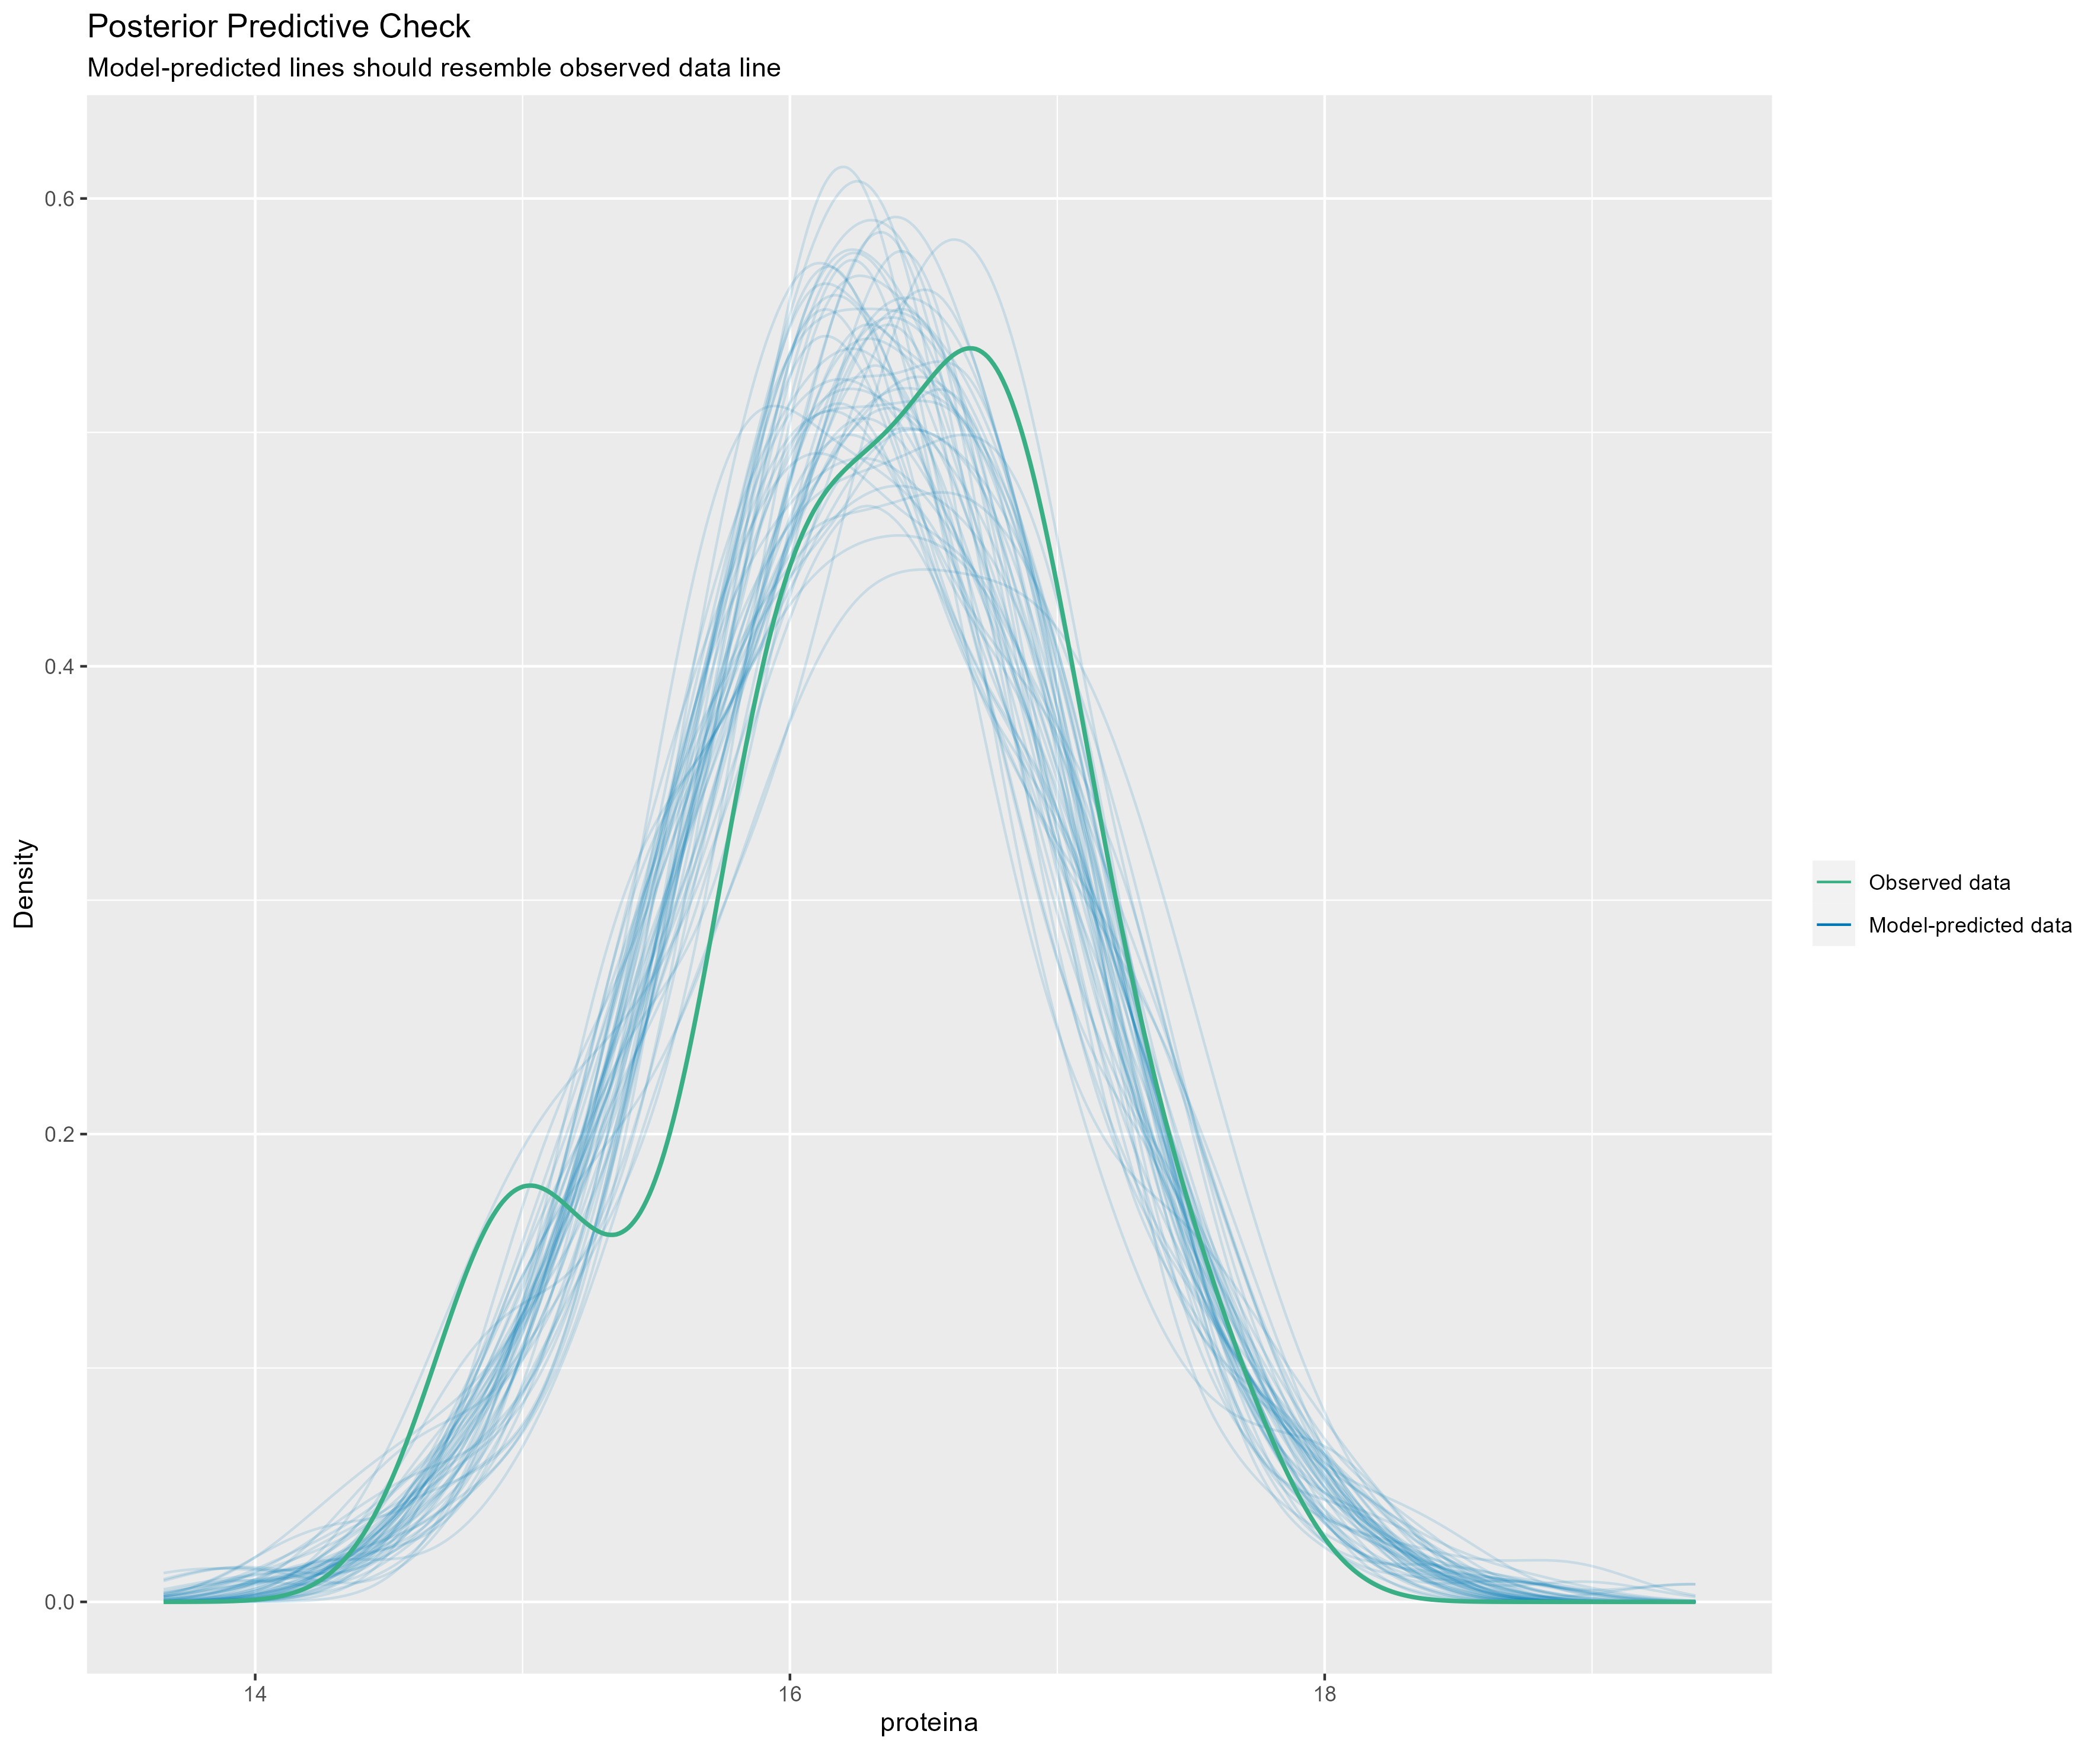 Posterior Predictive Check
Model-predicted lines should resemble observed data line
0.6
0.4
0.2
0.0
Density
14 16 18
proteina
Observed data
Model-predicted data